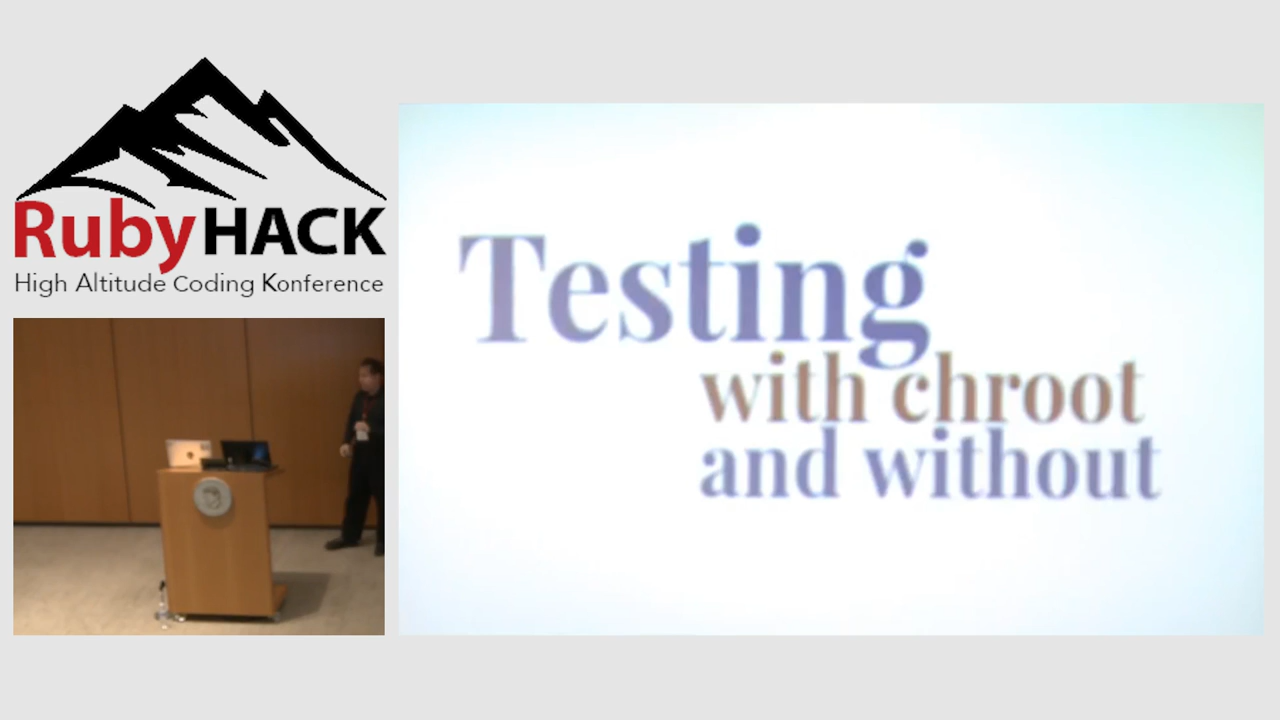 RubyHACK
High Altitude Coding Konference
Testing
with chroot
and without